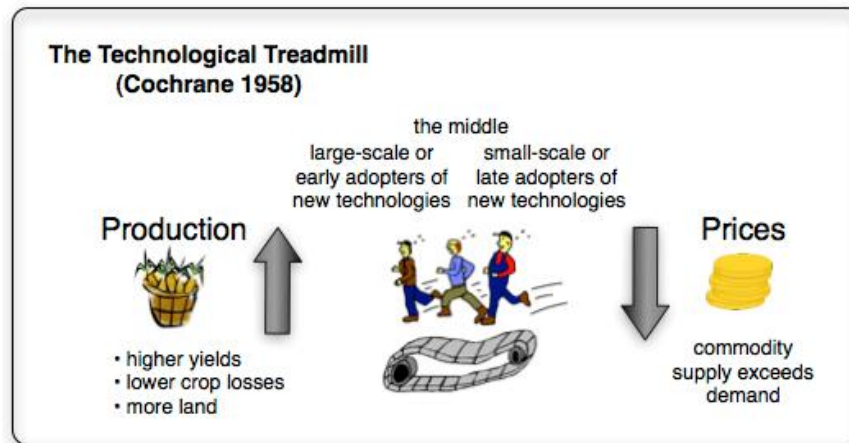 The Technological Treadmill
(Cochrane 1958)
the middle
large-scale or
early adopters of
new technologies
small-scale or
late adopters of
new technologies
Production
• higher yields
• lower crop losses
• more land
Prices
commodity
supply exceeds
demand